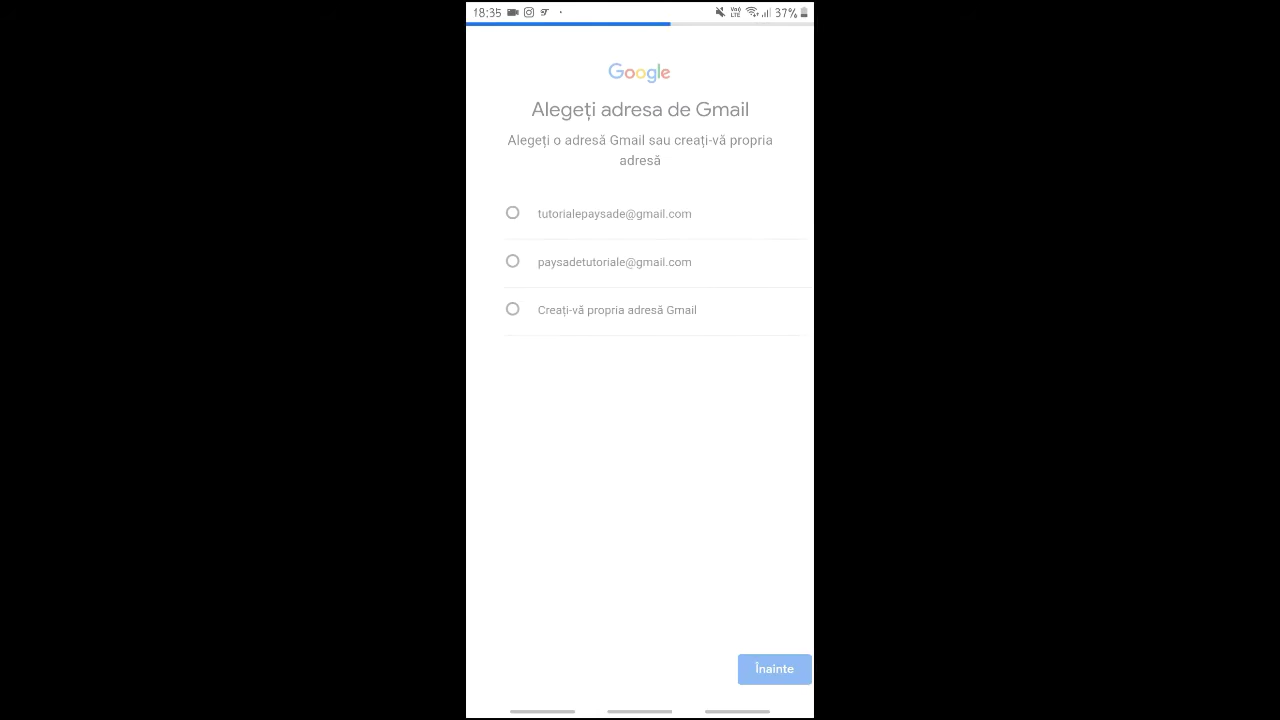 18:35 37%
Google
Alegeți adresa de Gmail
Alegeți o adresă Gmail sau creați-vă propria
adresă
tutorialepaysade@gmail.com
paysadetutoriale@gmail.com
Creați-vă propria adresă Gmail
Înainte